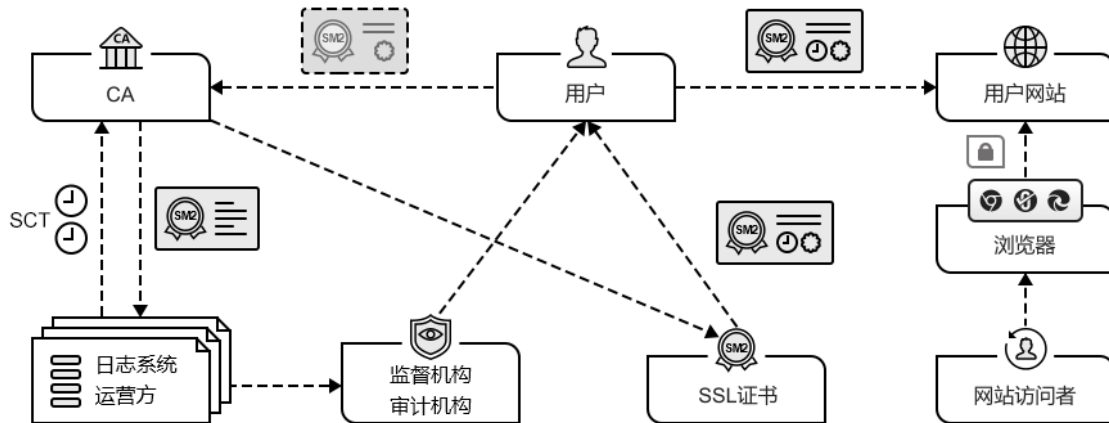 SM2
SM2
CA
CA
用户
用户网站
SCT
SM2
SM2
浏览器
日志系统
运营方
监督机构
审计机构
SM2
SSL证书
网站访问者